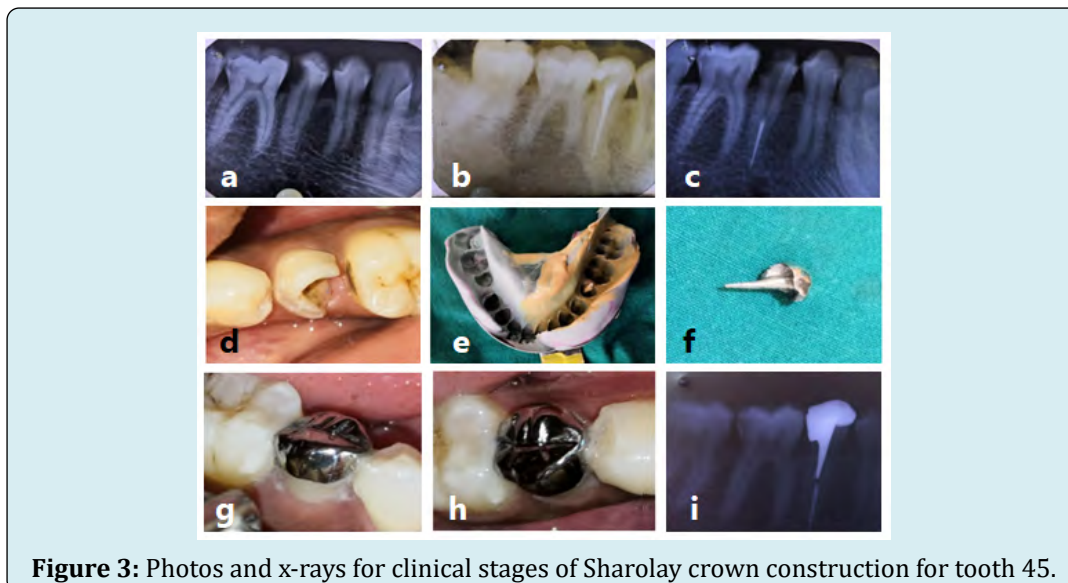 a
b
c
d
e
f
g
h
i
Figure 3: Photos and x-rays for clinical stages of Sharolay crown construction for tooth 45.